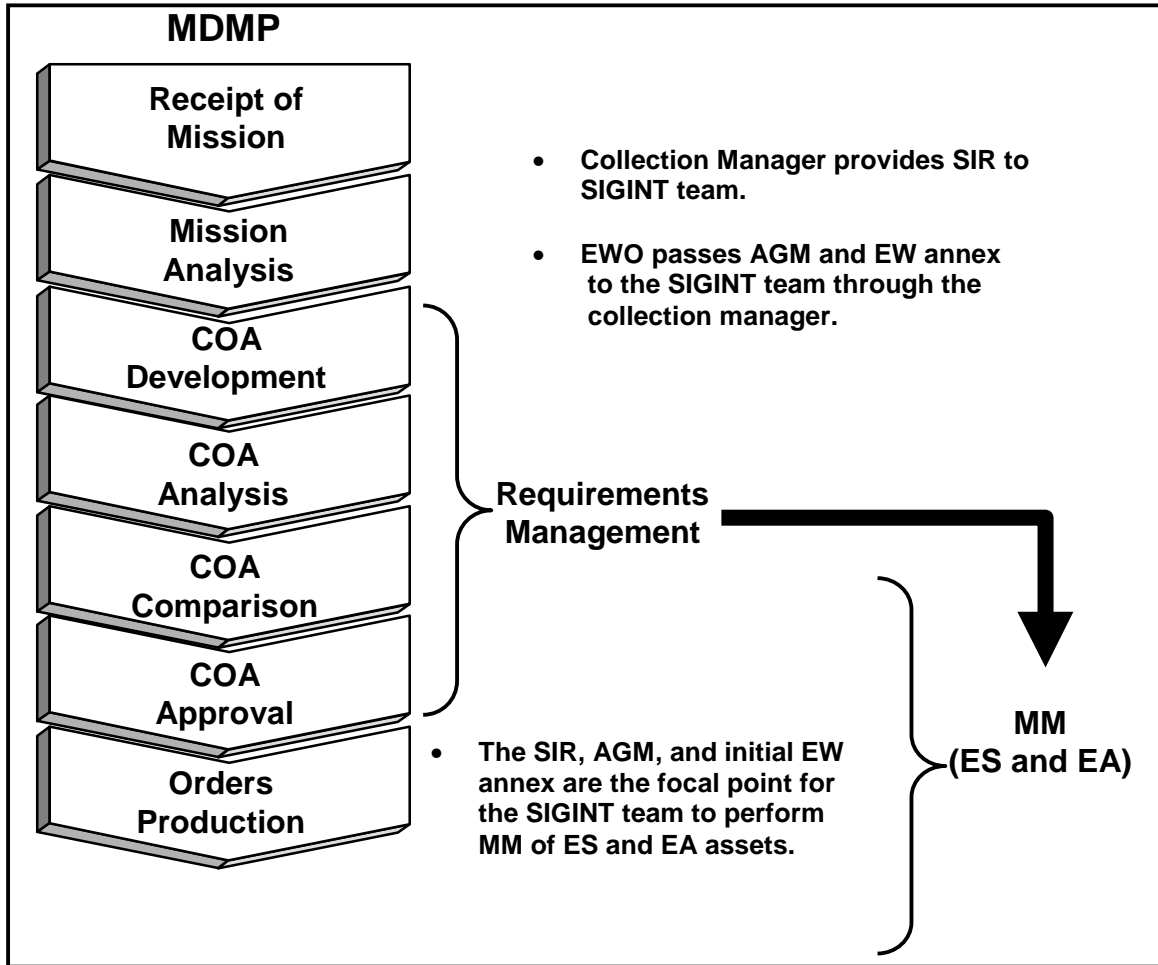 MDMP
Receipt of
Mission
Mission
Analysis
COA
Development
COA
Analysis
COA
Comparison
COA
Approval
Orders
Production
• Collection Manager provides SIR to
SIGINT team.
• EWO passes AGM and EW annex
to the SIGINT team through the
collection manager.
Requirements
Management
• The SIR, AGM, and initial EW
annex are the focal point for
the SIGINT team to perform
MM of ES and EA assets.
MM
(ES and EA)